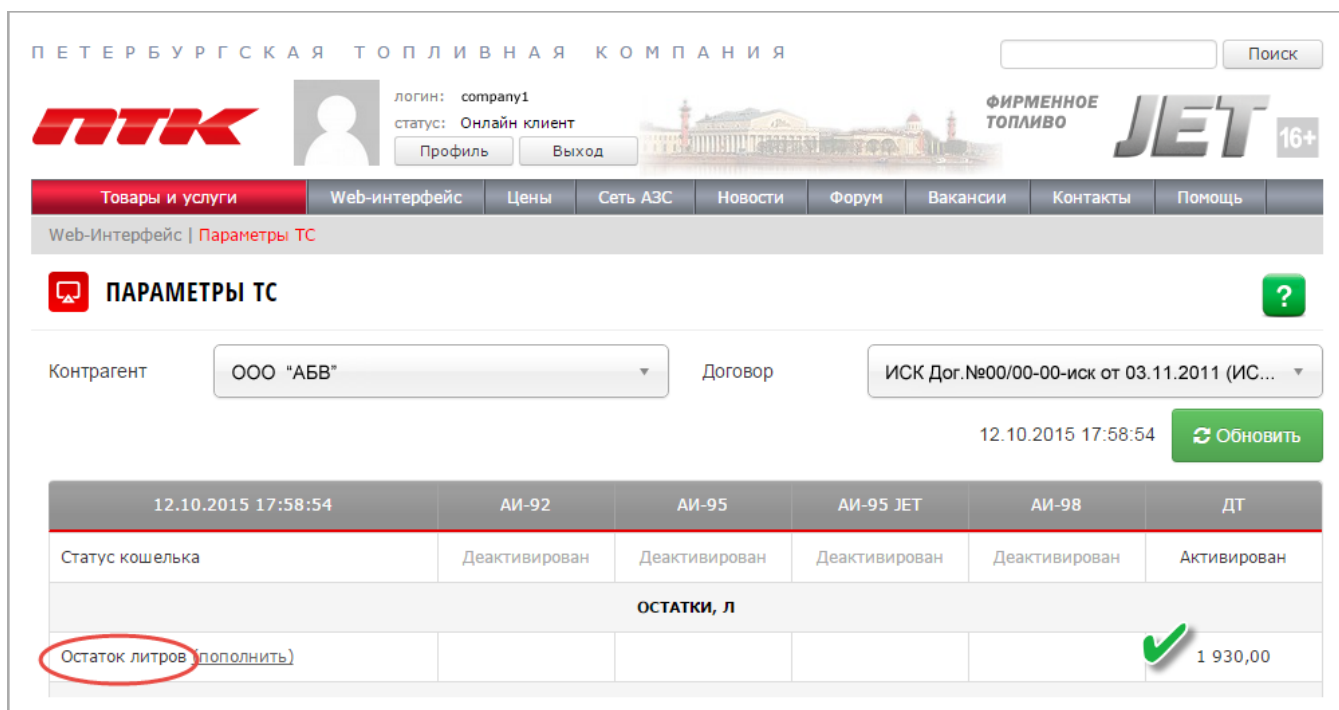 ПЕТЕРБУРГСКАЯ ТОПЛИВНАЯ КОМПАНИЯ
Поиск
ПТК
логин: company1
статус: Онлайн клиент
Профиль Выход
ФИРМЕННОЕ
ТОПЛИВО
JET
16+
Товары и услуги Web-интерфейс Цены Сеть АЗС Новости Форум Вакансии Контакты Помощь
Web-Интерфейс | Параметры ТС
ПАРАМЕТРЫ ТС
?
Контрагент ООО "АБВ" Договор ИСК Дог.№00/00-00-иск от 03.11.2011 (ИС...
12.10.2015 17:58:54 Обновить
12.10.2015 17:58:54 АИ-92 АИ-95 АИ-95 JET АИ-98 ДТ
Статус кошелька Деактивирован Деактивирован Деактивирован Деактивирован Активирован
ОСТАТКИ, Л
Остаток литров (пополнить) 1 930,00